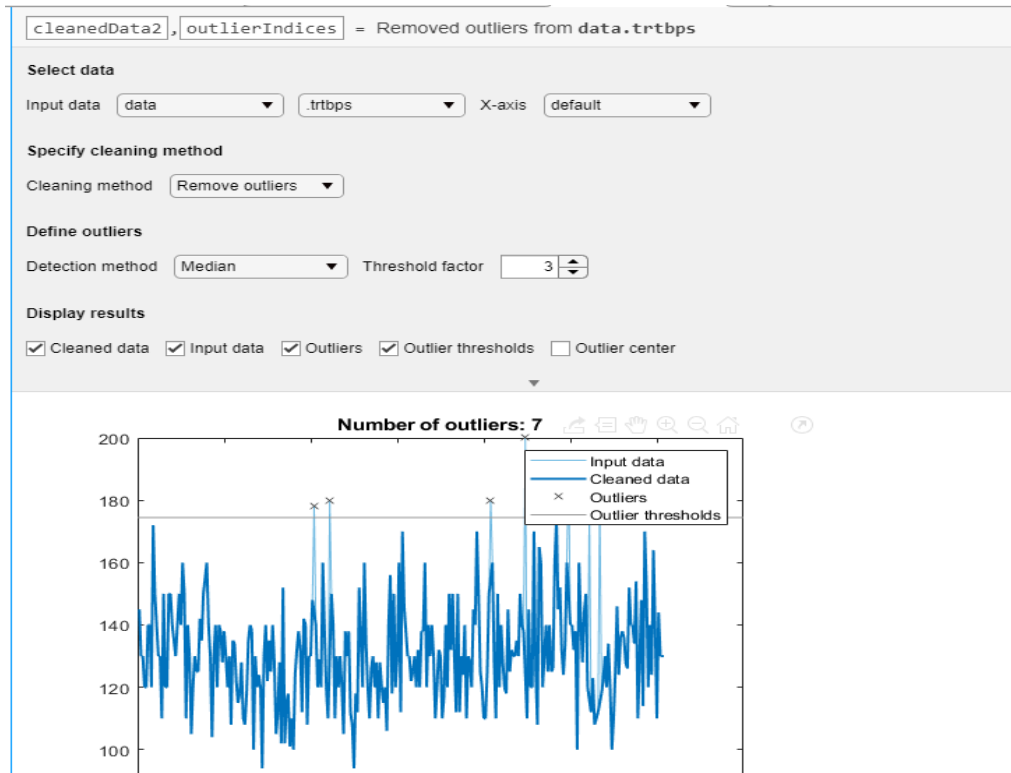 cleanedData2, outlierIndices = Removed outliers from data.trtbps
Select data
Input data data .trtbps X-axis default
Specify cleaning method
Cleaning method Remove outliers
Define outliers
Detection method Median Threshold factor 3
Display results
Cleaned data Input data Outliers Outlier thresholds Outlier center
Number of outliers: 7
200
Input data
Cleaned data
Outliers
Outlier thresholds
180
160
140
120
100